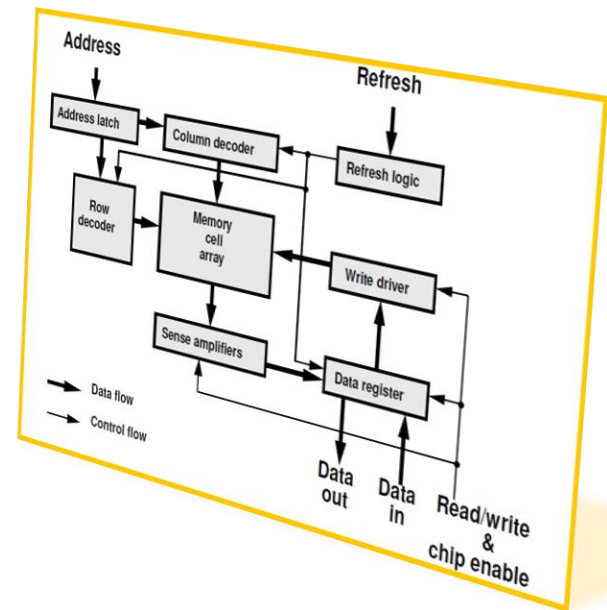 Address
Refresh
Address latch
Column decoder
Refresh logic
Row
decoder
Memory
cell
array
Write driver
Sense amplifiers
Data register
Data flow
Control flow
Data
out
Data
in
Read/write
&
chip enable